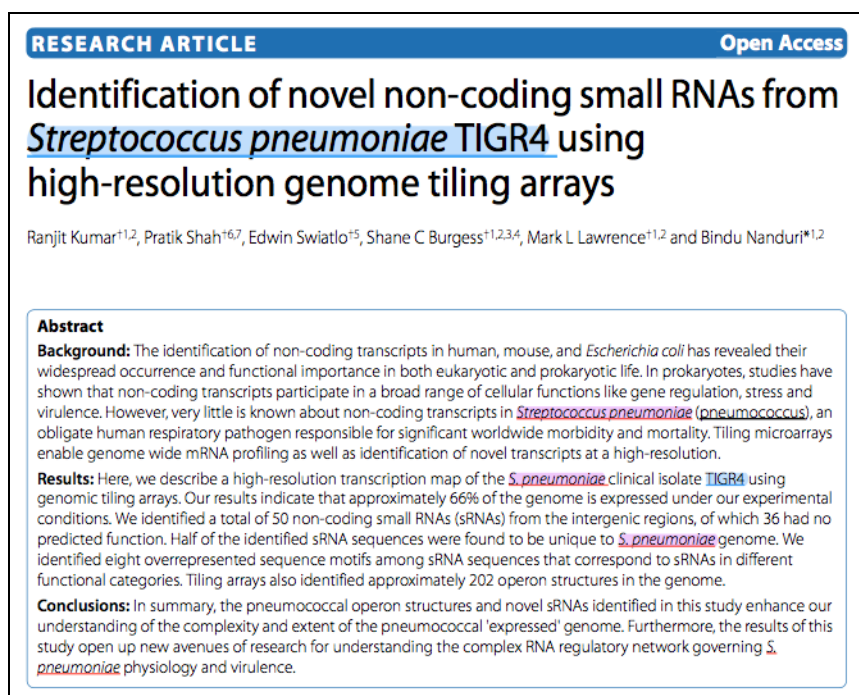 RESEARCH ARTICLE Open Access
Identification of novel non-coding small RNAs from
Streptococcus pneumoniae TIGR4 using
high-resolution genome tiling arrays
Ranjit Kumar†1,2, Pratik Shah†6,7, Edwin Swiatlo†5, Shane C Burgess†1,2,3,4, Mark L Lawrence†1,2 and Bindu Nanduri*1,2
Abstract
Background: The identification of non-coding transcripts in human, mouse, and Escherichia coli has revealed their
widespread occurrence and functional importance in both eukaryotic and prokaryotic life. In prokaryotes, studies have
shown that non-coding transcripts participate in a broad range of cellular functions like gene regulation, stress and
virulence. However, very little is known about non-coding transcripts in Streptococcus pneumoniae (pneumococcus), an
obligate human respiratory pathogen responsible for significant worldwide morbidity and mortality. Tiling microarrays
enable genome wide mRNA profiling as well as identification of novel transcripts at a high-resolution.
Results: Here, we describe a high-resolution transcription map of the S. pneumoniae clinical isolate TIGR4 using
genomic tiling arrays. Our results indicate that approximately 66% of the genome is expressed under our experimental
conditions. We identified a total of 50 non-coding small RNAs (sRNAs) from the intergenic regions, of which 36 had no
predicted function. Half of the identified sRNA sequences were found to be unique to S. pneumoniae genome. We
identified eight overrepresented sequence motifs among sRNA sequences that correspond to sRNAs in different
functional categories. Tiling arrays also identified approximately 202 operon structures in the genome.
Conclusions: In summary, the pneumococcal operon structures and novel sRNAs identified in this study enhance our
understanding of the complexity and extent of the pneumococcal 'expressed' genome. Furthermore, the results of this
study open up new avenues of research for understanding the complex RNA regulatory network governing S.
pneumoniae physiology and virulence.